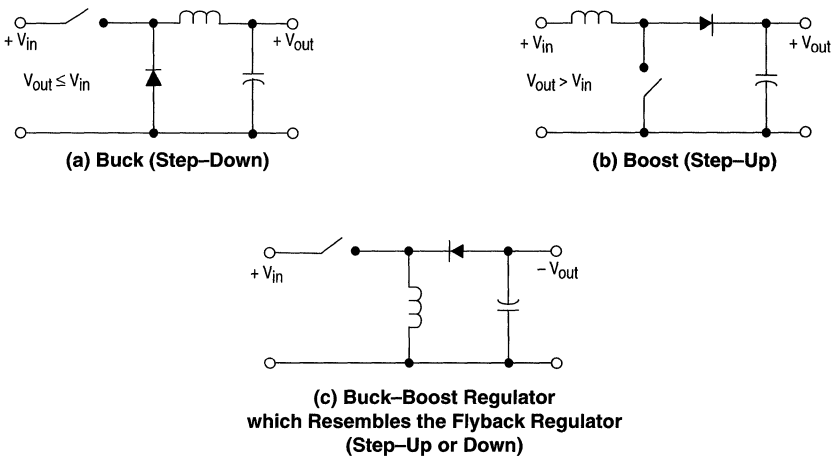 + Vin
+ Vout
Vout ≤ Vin
(a) Buck (Step–Down)
+ Vin
+ Vout
Vout > Vin
(b) Boost (Step–Up)
+ Vin
– Vout
(c) Buck–Boost Regulator
which Resembles the Flyback Regulator
(Step–Up or Down)